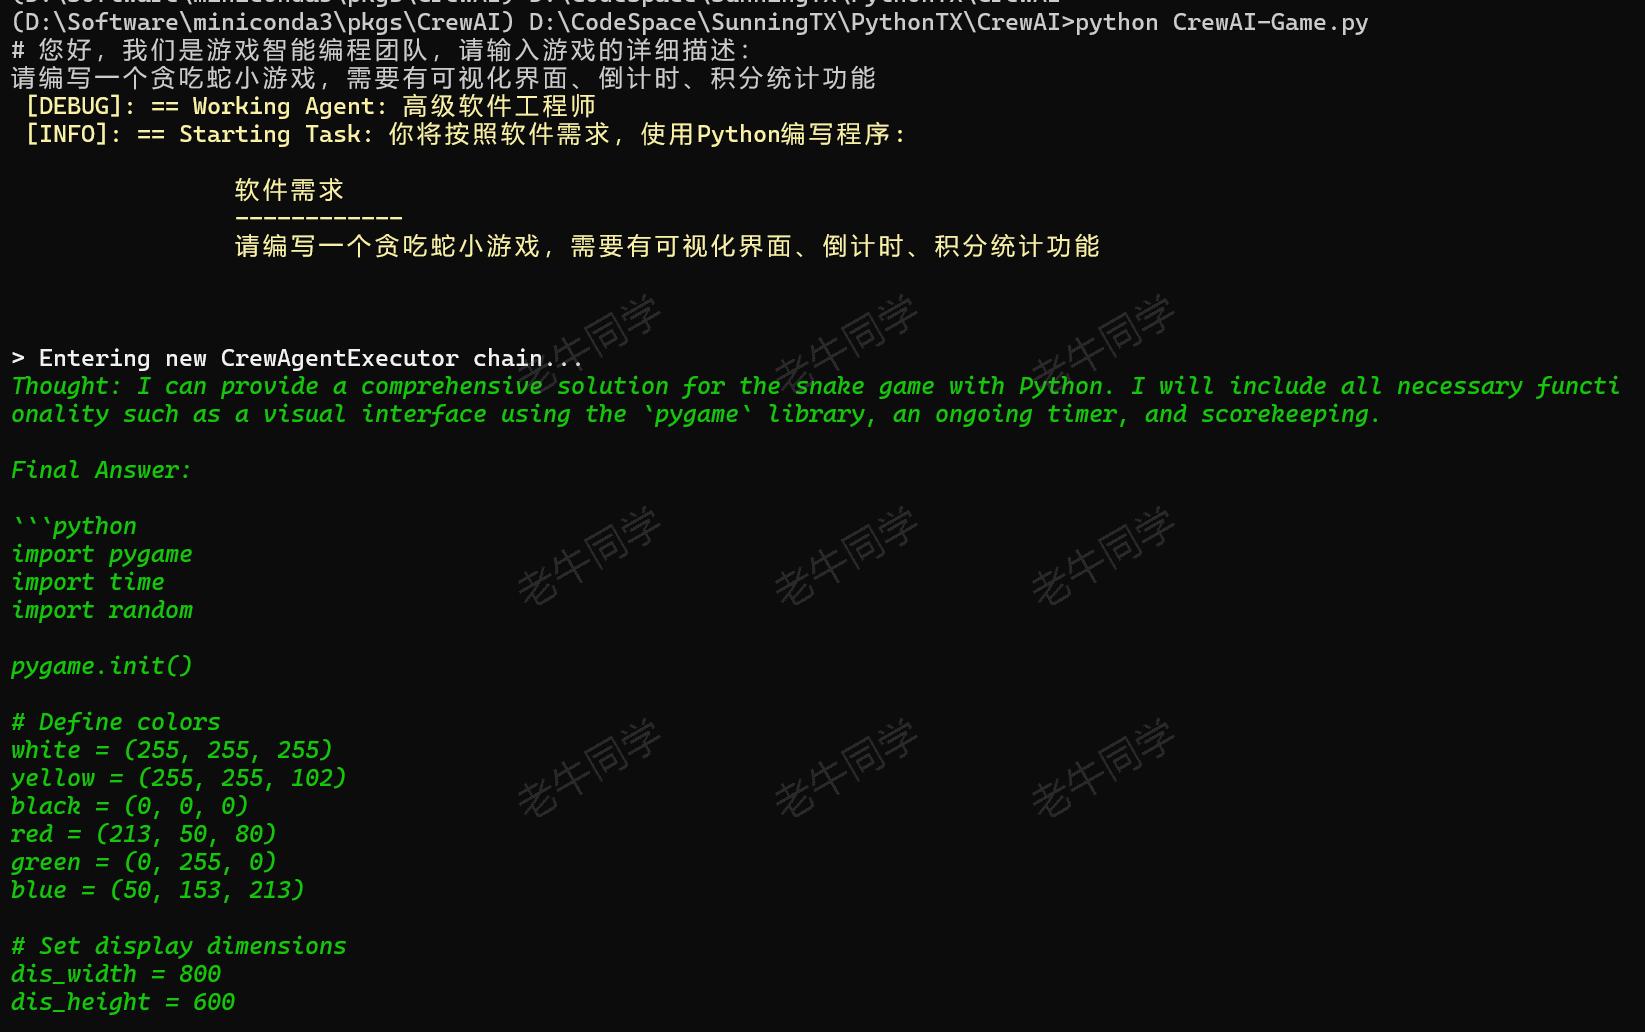 (D:\Software\miniconda3\pkgs\CrewAI) D:\CodeSpace\SunningTX\PythonTX\CrewAI
(D:\Software\miniconda3\pkgs\CrewAI) D:\CodeSpace\SunningTX\PythonTX\CrewAI>python CrewAI-Game.py
# 您好，我们是游戏智能编程团队，请输入游戏的详细描述：
请编写一个贪吃蛇小游戏，需要有可视化界面、倒计时、积分统计功能
[DEBUG]: == Working Agent: 高级软件工程师
[INFO]: == Starting Task: 你将按照软件需求，使用Python编写程序：
软件需求
------------
请编写一个贪吃蛇小游戏，需要有可视化界面、倒计时、积分统计功能
> Entering new CrewAgentExecutor chain...
Thought: I can provide a comprehensive solution for the snake game with Python. I will include all necessary functi
onality such as a visual interface using the `pygame` library, an ongoing timer, and scorekeeping.
Final Answer:
```python
import pygame
import time
import random
pygame.init()
# Define colors
white = (255, 255, 255)
yellow = (255, 255, 102)
black = (0, 0, 0)
red = (213, 50, 80)
green = (0, 255, 0)
blue = (50, 153, 213)
# Set display dimensions
dis_width = 800
dis_height = 600
老牛同学 老牛同学 老牛同学
老牛同学 老牛同学 老牛同学
老牛同学 老牛同学 老牛同学